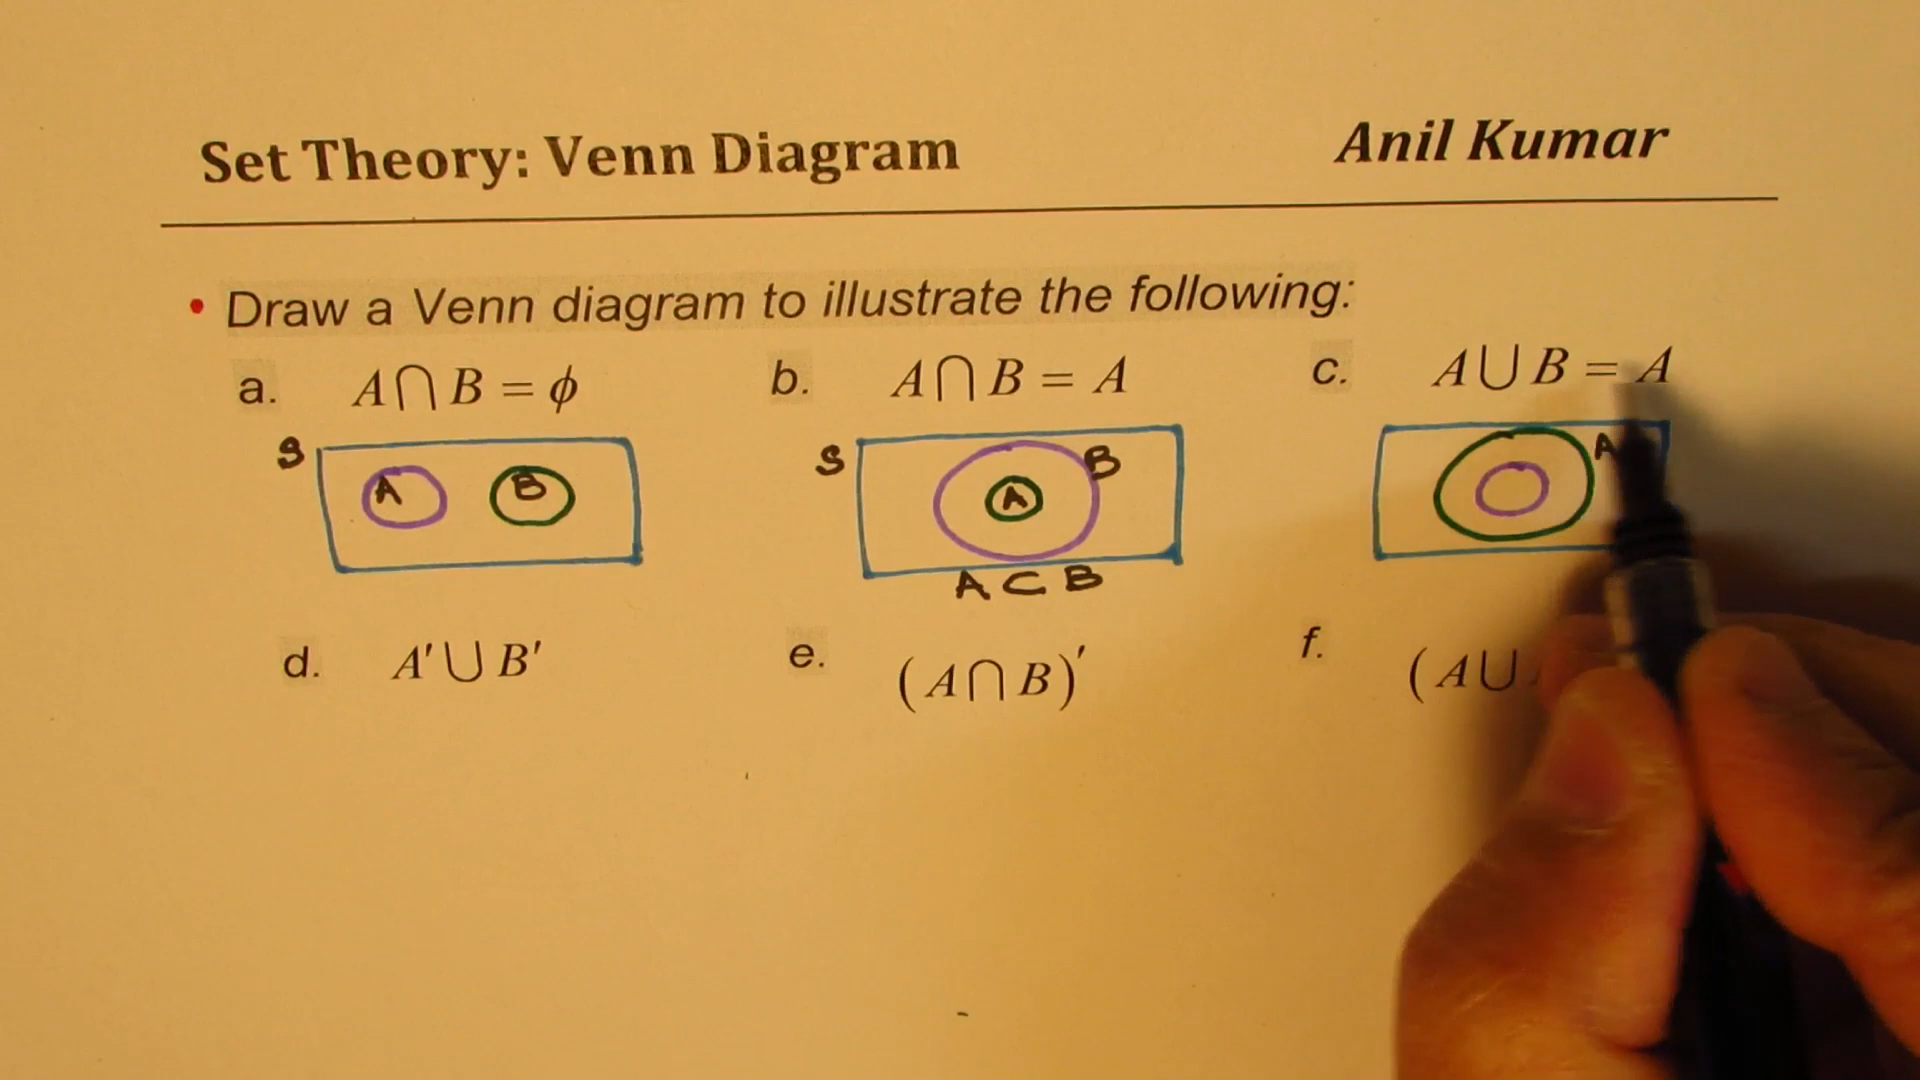 Set Theory: Venn Diagram Anil Kumar
• Draw a Venn diagram to illustrate the following:
a. A⋂B = ϕ b. A⋂B = A c. A⋃B = A
S A B S A B A
A ⊂ B
d. A′⋃B′ e. (A⋂B)′ f. (A⋃